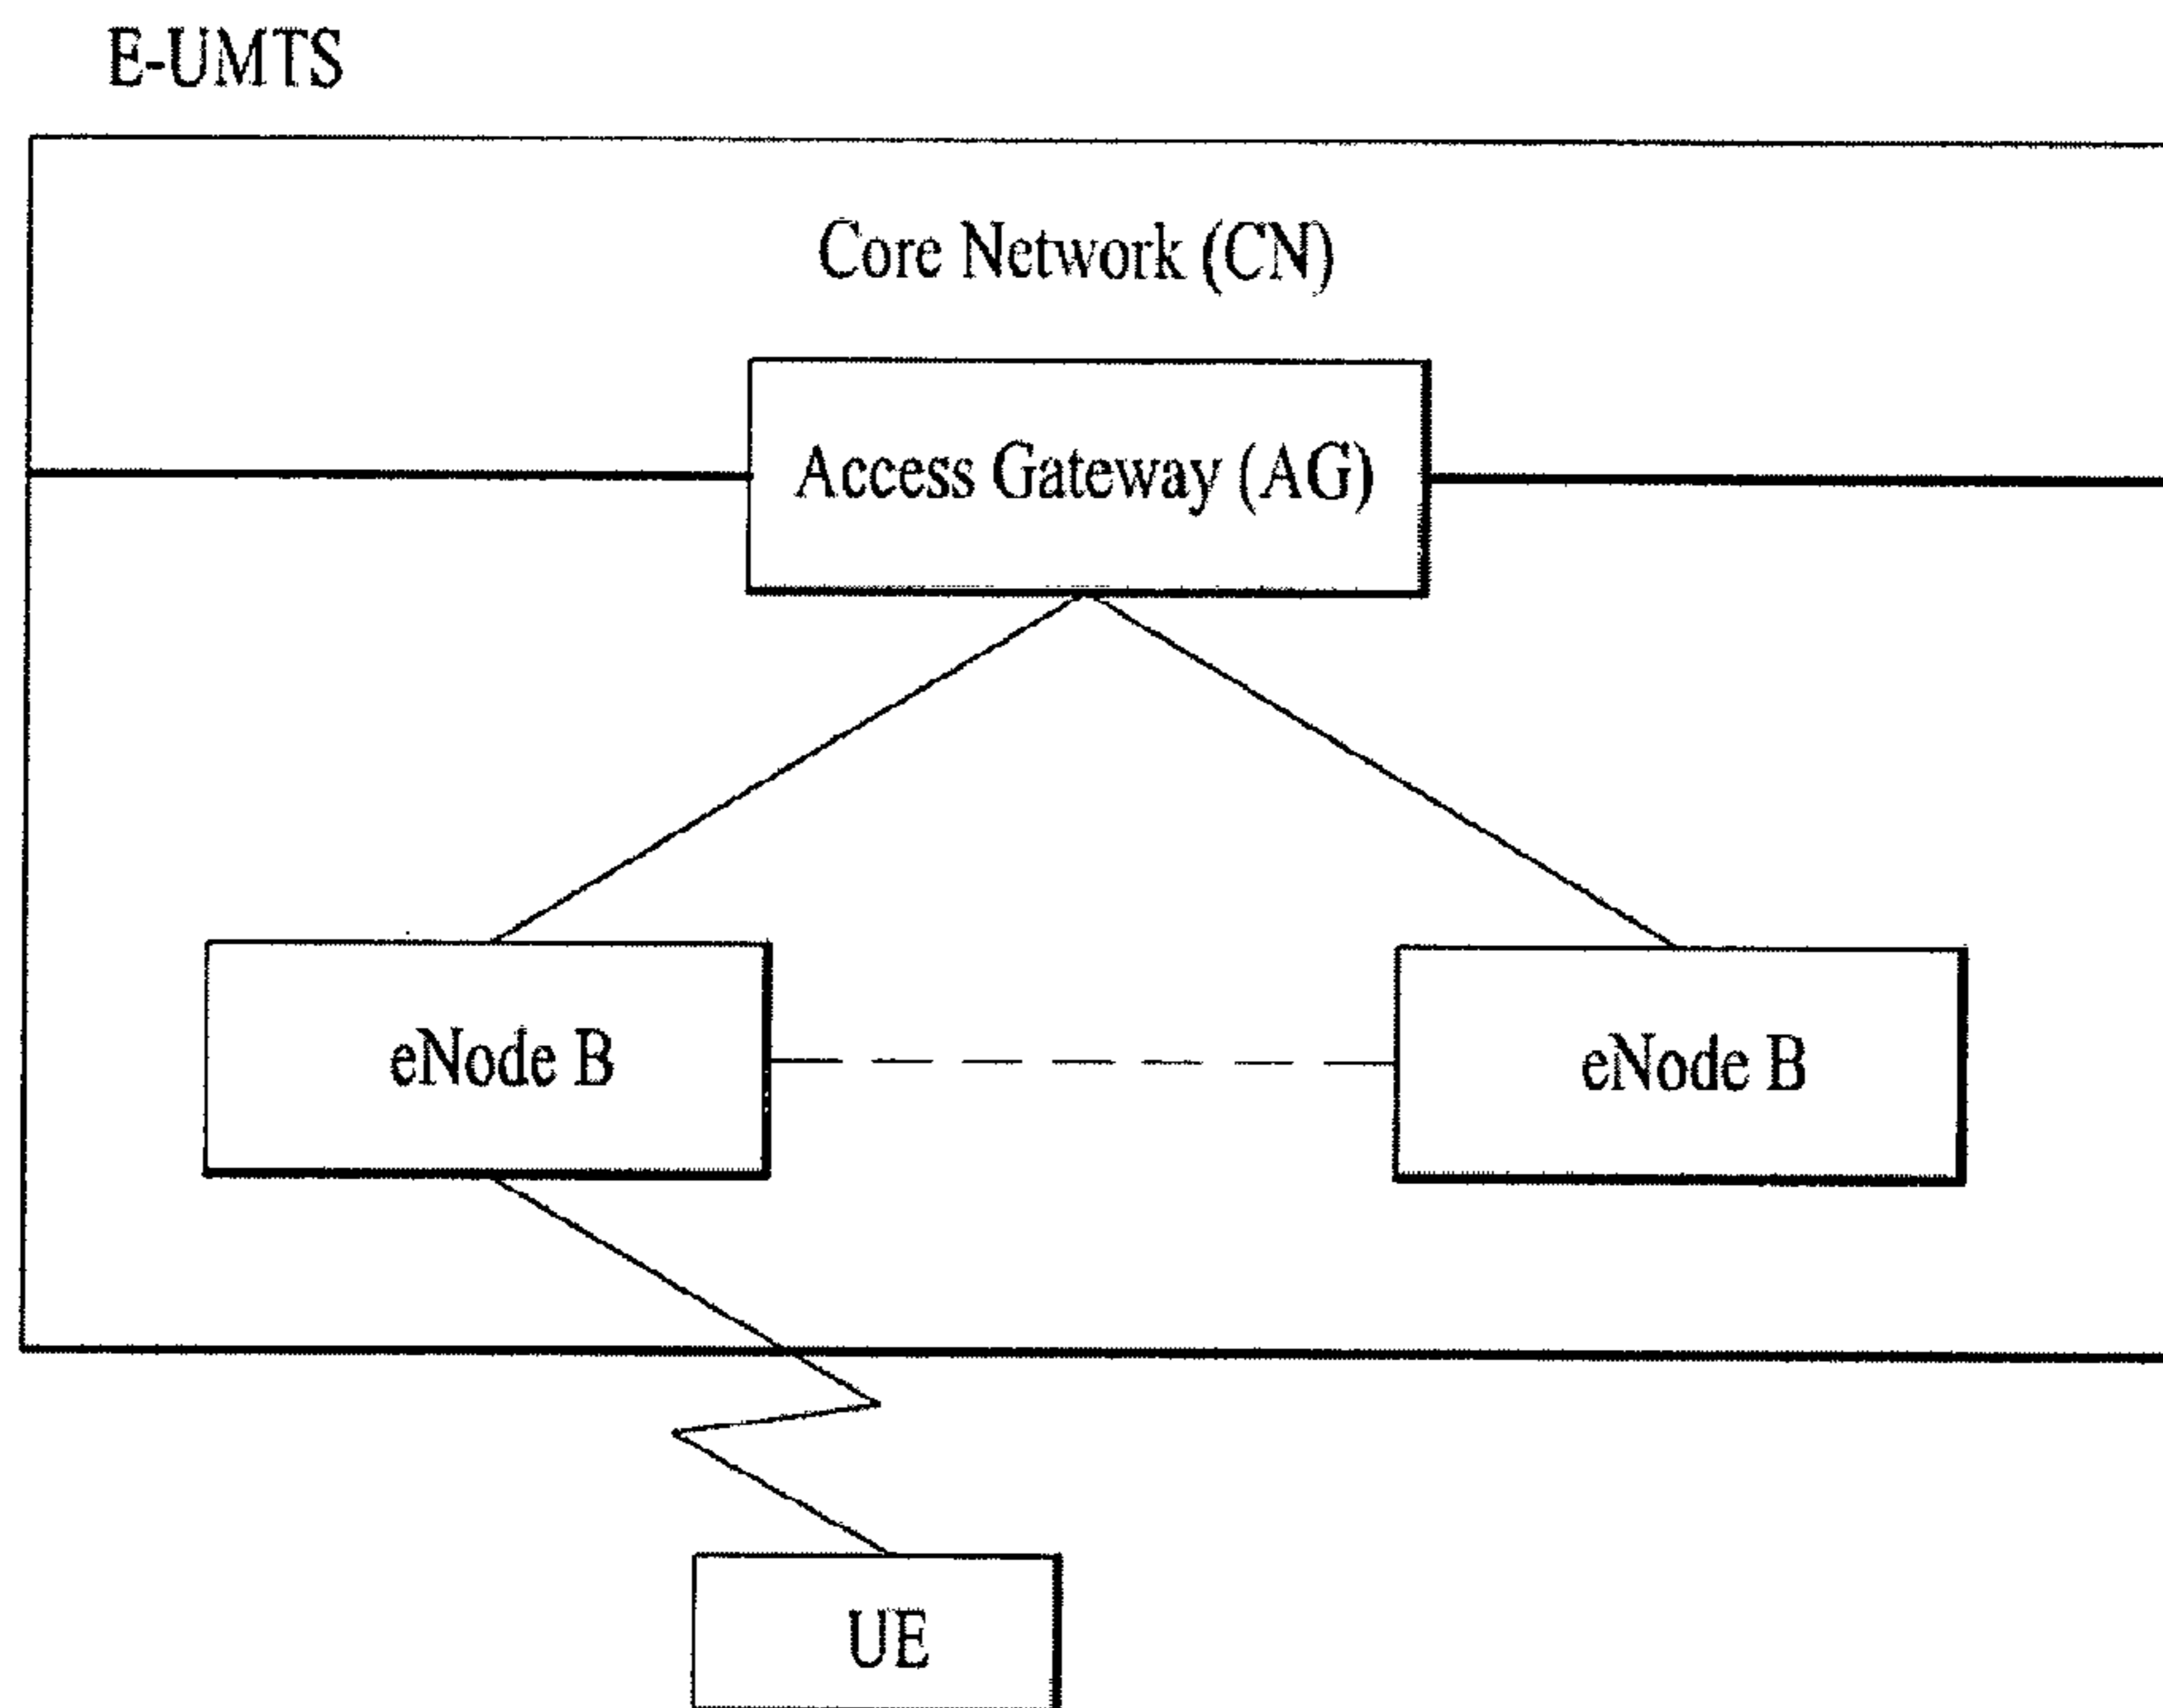 E-UMTS
Core Network (CN)
Access Gateway (AG)
eNode B
eNode B
UE